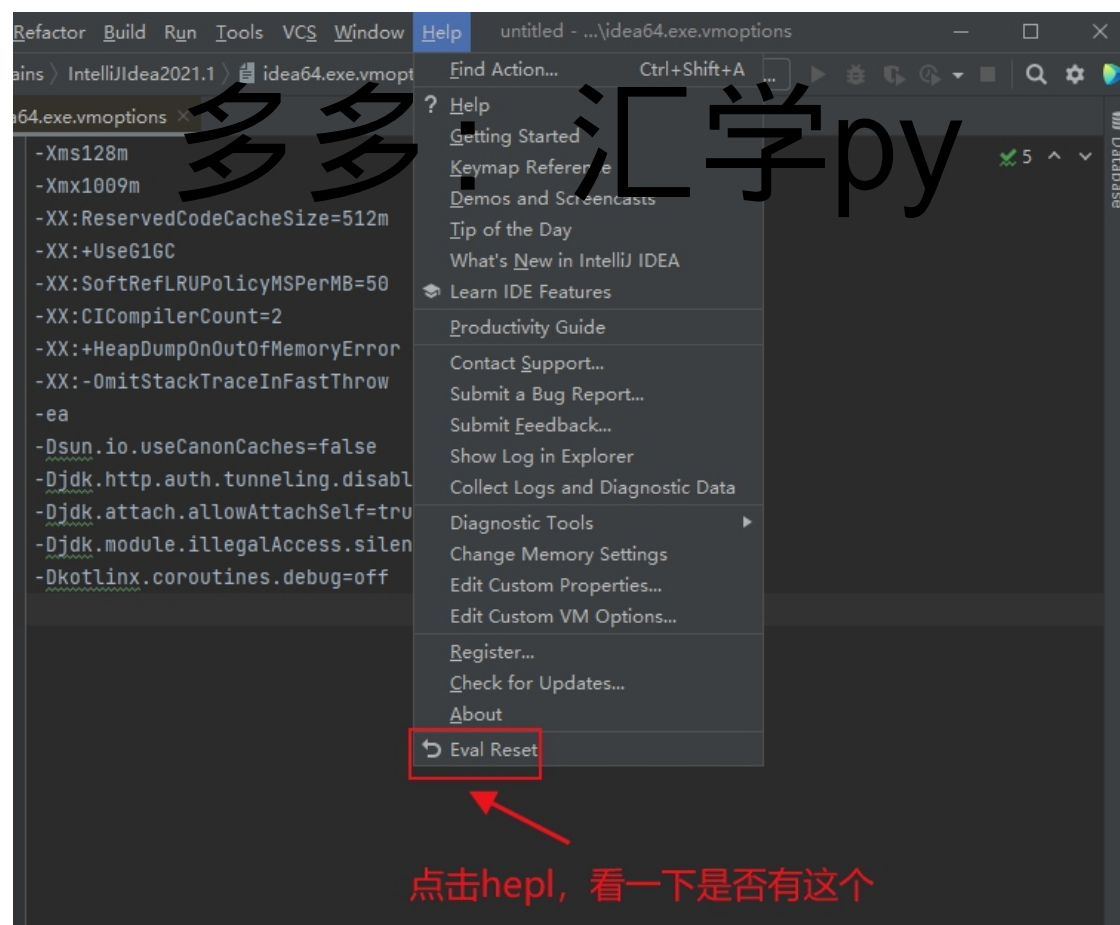 Refactor Build Run Tools VCS Window Help untitled - ...\idea64.exe.vmoptions
ains IntelliJIdea2021.1 idea64.exe.vmopt ...
a64.exe.vmoptions
多多：汇学py
Find Action... Ctrl+Shift+A
Help
Getting Started
Keymap Reference
Demos and Screencasts
Tip of the Day
What's New in IntelliJ IDEA
Learn IDE Features
Productivity Guide
Contact Support...
Submit a Bug Report...
Submit Feedback...
Show Log in Explorer
Collect Logs and Diagnostic Data
Diagnostic Tools
Change Memory Settings
Edit Custom Properties...
Edit Custom VM Options...
Register...
Check for Updates...
About
Eval Reset
-Xms128m
-Xmx1009m
-XX:ReservedCodeCacheSize=512m
-XX:+UseG1GC
-XX:SoftRefLRUPolicyMSPerMB=50
-XX:CICompilerCount=2
-XX:+HeapDumpOnOutOfMemoryError
-XX:-OmitStackTraceInFastThrow
-ea
-Dsun.io.useCanonCaches=false
-Djdk.http.auth.tunneling.disabl
-Djdk.attach.allowAttachSelf=tru
-Djdk.module.illegalAccess.silen
-Dkotlinx.coroutines.debug=off
5
Database
点击hepl，看一下是否有这个